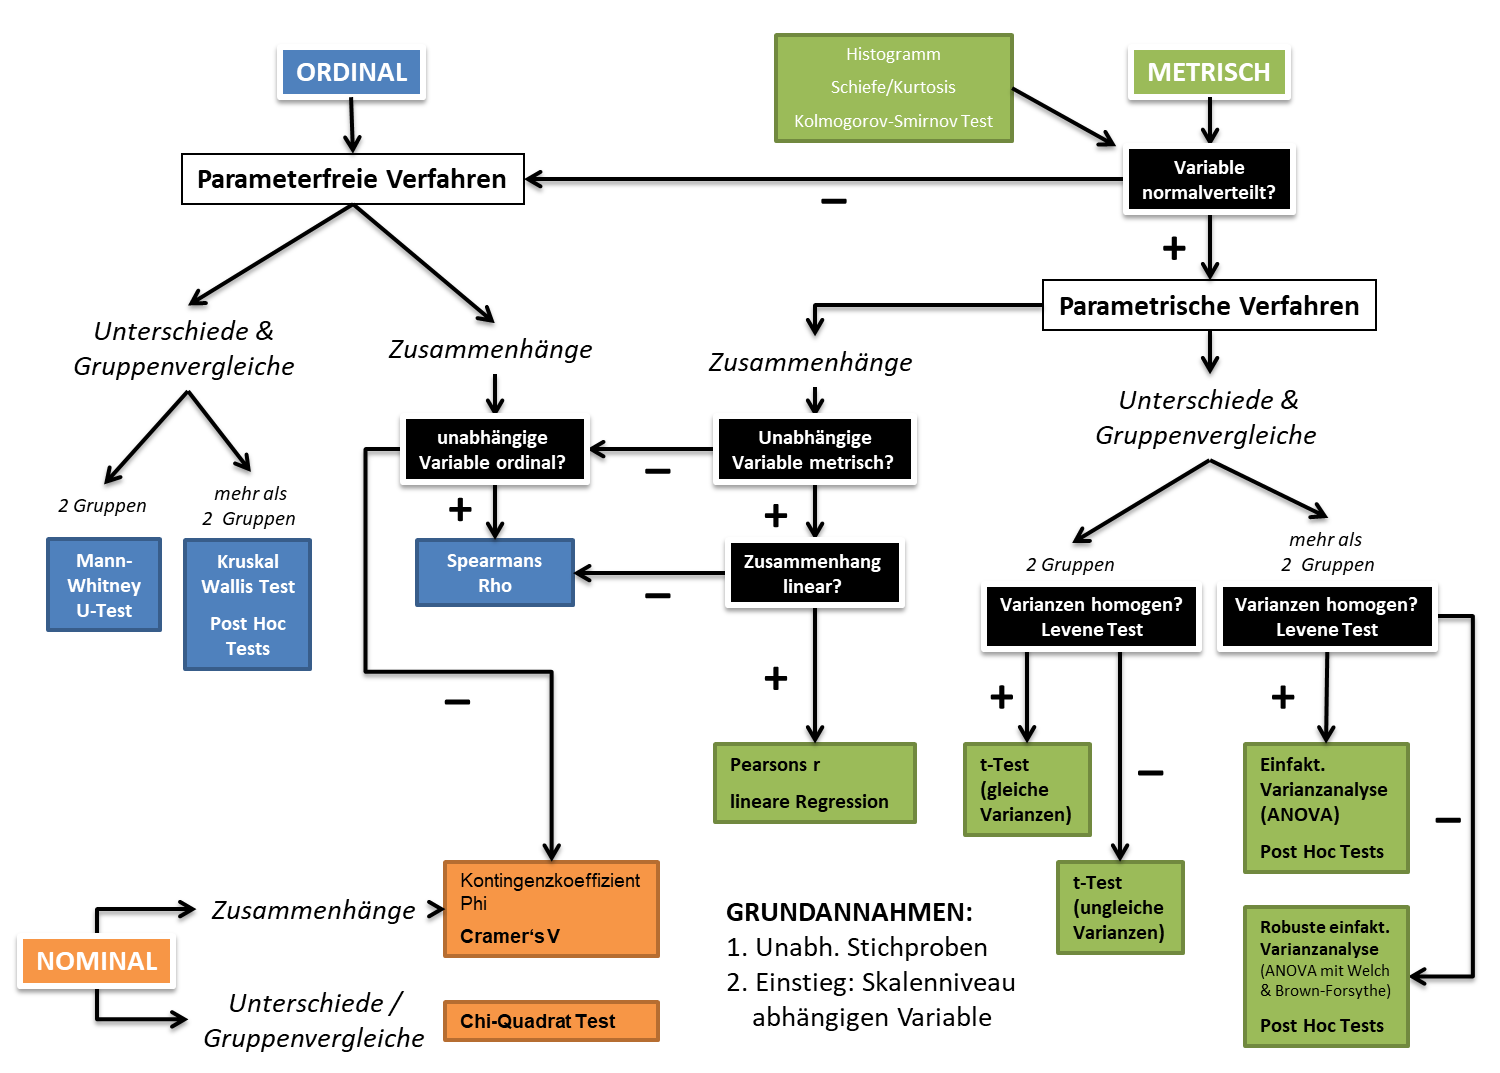 ORDINAL
Histogramm
Schiefe/Kurtosis
Kolmogorov-Smirnov Test
METRISCH
Parameterfreie Verfahren
Variable
normalverteilt?
–
+
Parametrische Verfahren
Unterschiede &
Gruppenvergleiche
Zusammenhänge
Zusammenhänge
Unterschiede &
Gruppenvergleiche
unabhängige
Variable ordinal?
–
Unabhängige
Variable metrisch?
2 Gruppen
mehr als
2 Gruppen
+
+
2 Gruppen
mehr als
2 Gruppen
Mann-
Whitney
U-Test
Kruskal
Wallis Test
Post Hoc
Tests
Spearmans
Rho
–
Zusammenhang
linear?
Varianzen homogen?
Levene Test
Varianzen homogen?
Levene Test
–
+
+
–
+
–
Pearsons r
lineare Regression
t-Test
(gleiche
Varianzen)
Einfakt.
Varianzanalyse
(ANOVA)
Post Hoc Tests
t-Test
(ungleiche
Varianzen)
Robuste einfakt.
Varianzanalyse
(ANOVA mit Welch
& Brown-Forsythe)
Post Hoc Tests
NOMINAL
Zusammenhänge
Kontingenzkoeffizient
Phi
Cramer‘s V
Unterschiede /
Gruppenvergleiche
Chi-Quadrat Test
GRUNDANNAHMEN:
1. Unabh. Stichproben
2. Einstieg: Skalenniveau
abhängigen Variable